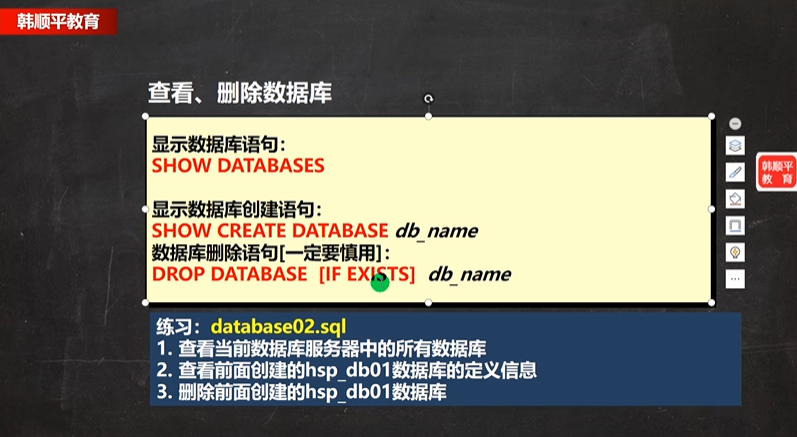 韩顺平教育
查看、删除数据库
显示数据库语句：
SHOW DATABASES
显示数据库创建语句：
SHOW CREATE DATABASE db_name
数据库删除语句[一定要慎用]：
DROP DATABASE [IF EXISTS] db_name
韩顺平
教 育
练习：database02.sql
1. 查看当前数据库服务器中的所有数据库
2. 查看前面创建的hsp_db01数据库的定义信息
3. 删除前面创建的hsp_db01数据库